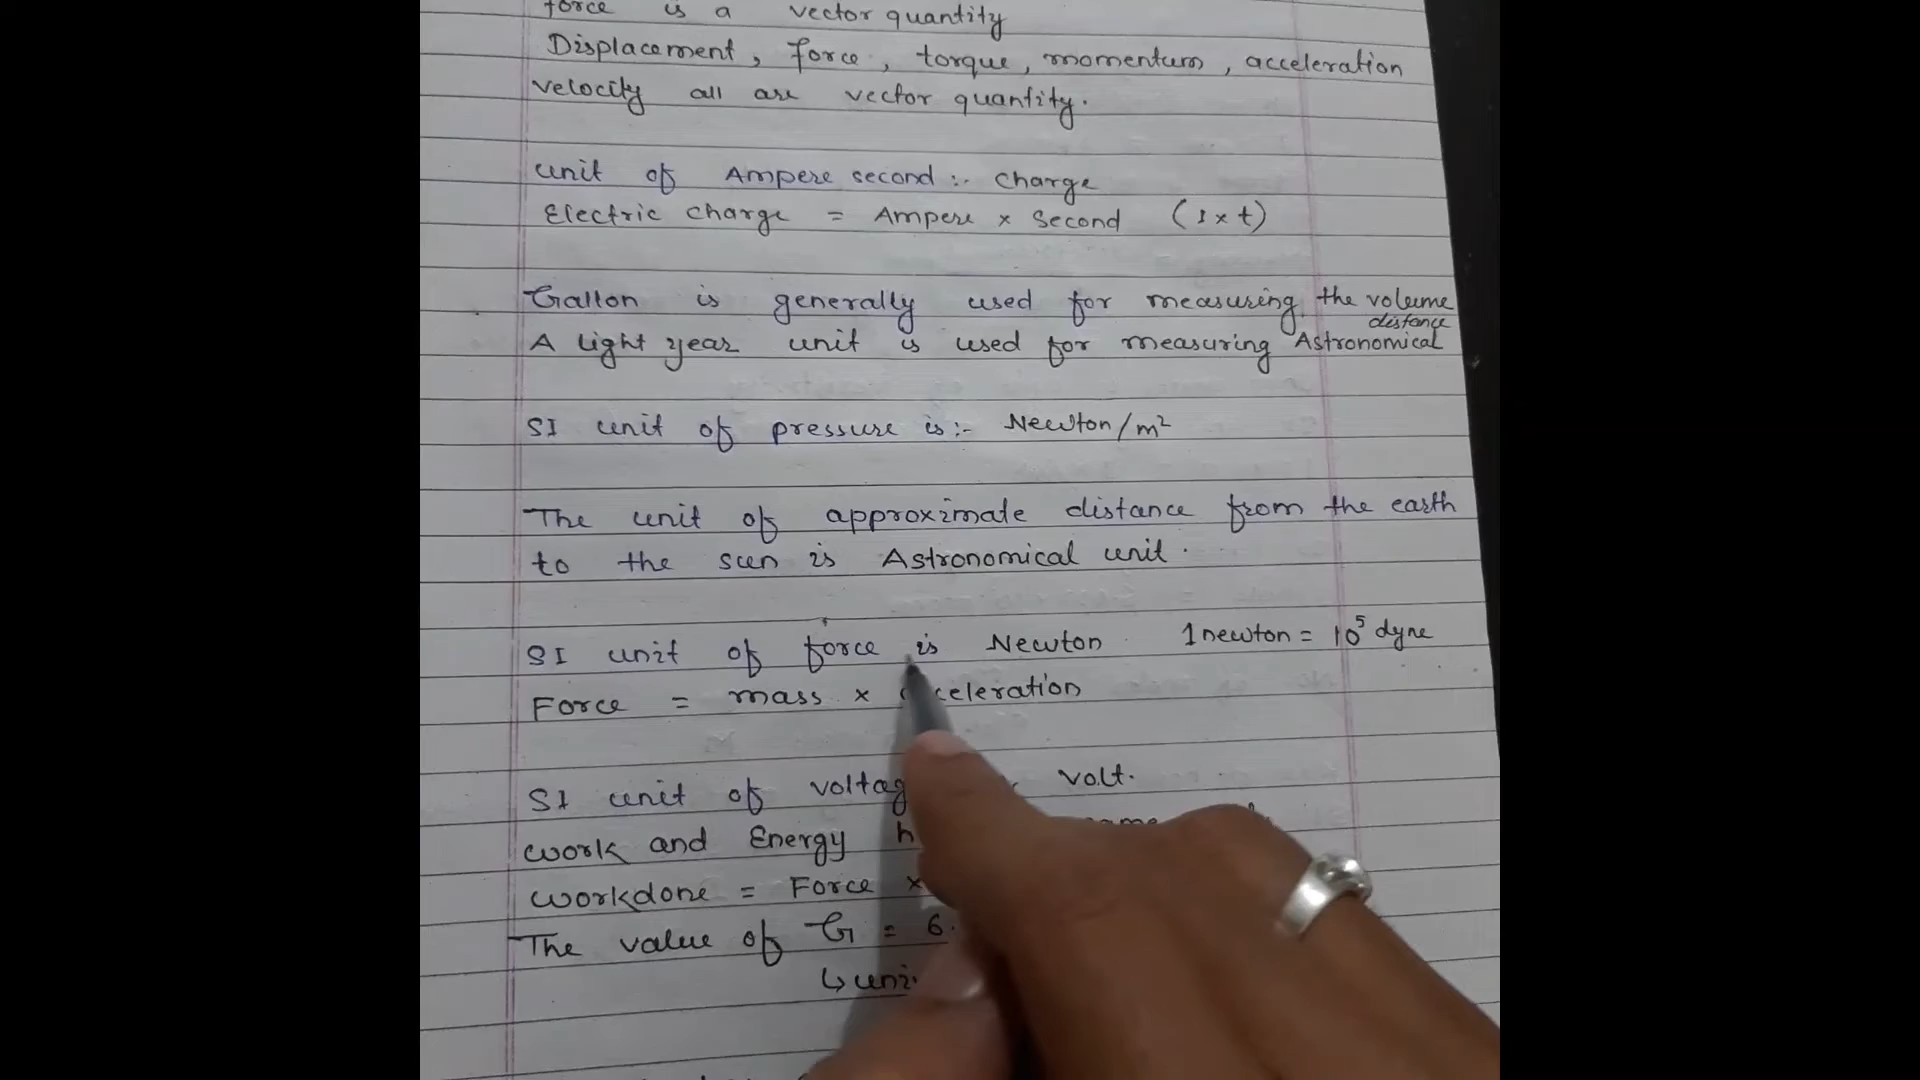 force is a vector quantity
Displacement, force, torque, momentum, acceleration
velocity all are vector quantity.
unit of Ampere second :- charge
Electric charge = Ampere x Second (I x t)
Gallon is generally used for measuring the volume
distance
A light year unit is used for measuring Astronomical
SI unit of pressure is :- Newton/m²
The unit of approximate distance from the earth
to the sun is Astronomical unit.
SI unit of force is Newton 1 newton = 10⁵ dyne
Force = mass x celeration
SI unit of voltag volt.
work and Energy h
workdone = Force x
The value of G = 6.
↳ uni